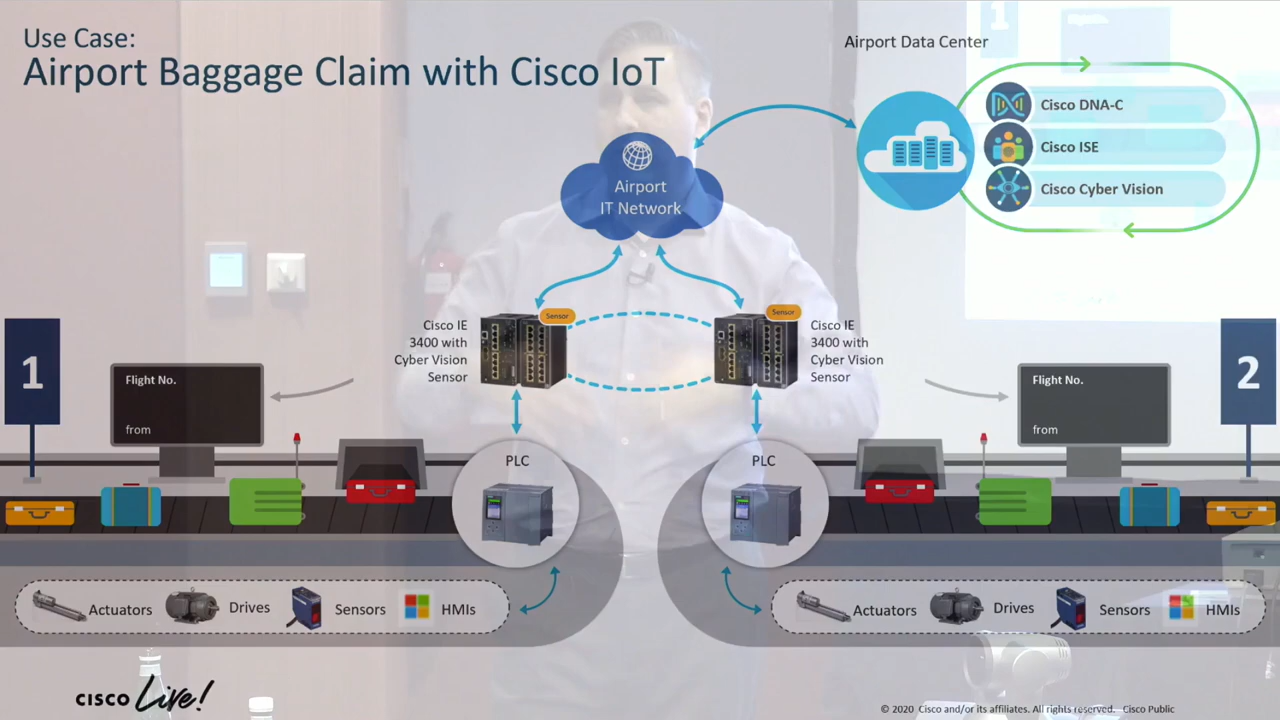 Use Case:
Airport Baggage Claim with Cisco IoT
Airport Data Center
Cisco DNA-C
Cisco ISE
Cisco Cyber Vision
Airport
IT Network
Sensor
Sensor
Cisco IE
3400 with
Cyber Vision
Sensor
Cisco IE
3400 with
Cyber Vision
Sensor
1
Flight No.
from
Flight No.
from
2
PLC
PLC
Actuators
Drives
Sensors
HMIs
Actuators
Drives
Sensors
HMIs
CISCO Live!
© 2020 Cisco and/or its affiliates. All rights reserved. Cisco Public
1